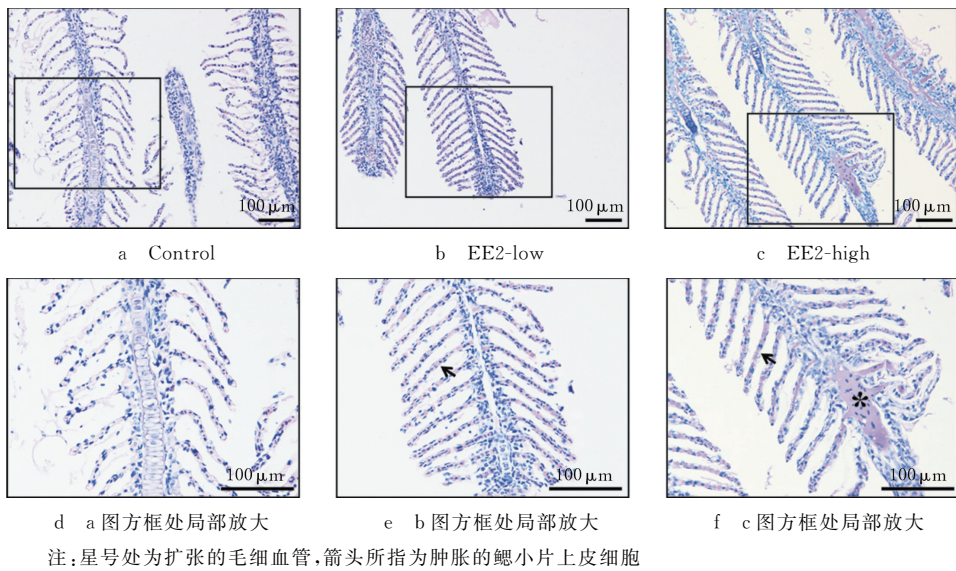 100 μm
100 μm
100 μm
a Control
b EE2-low
c EE2-high
*
100 μm
100 μm
100 μm
d a图方框处局部放大
e b图方框处局部放大
f c图方框处局部放大
注:星号处为扩张的毛细血管,箭头所指为肿胀的鳃小片上皮细胞